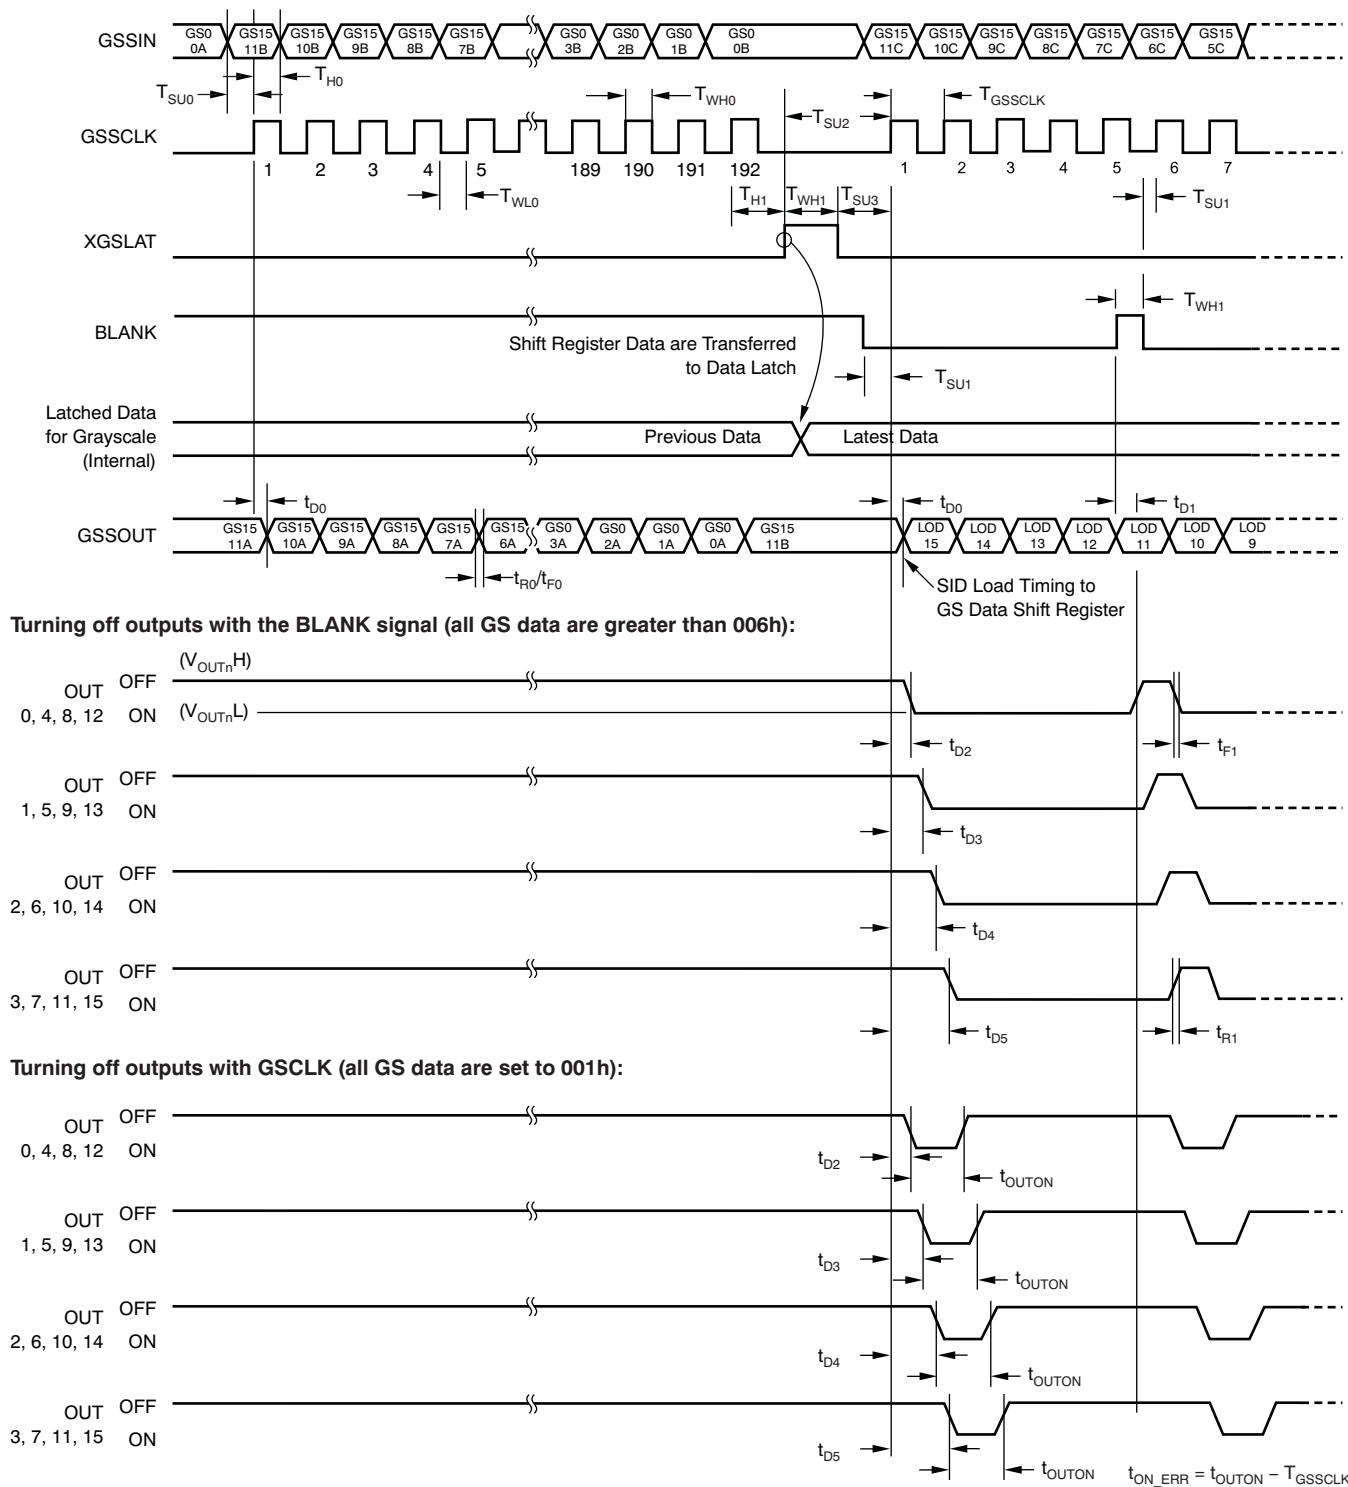 GSSIN
GS0 0A
GS15 11B
GS15 10B
GS15 9B
GS15 8B
GS15 7B
GS0 3B
GS0 2B
GS0 1B
GS0 0B
GS15 11C
GS15 10C
GS15 9C
GS15 8C
GS15 7C
GS15 6C
GS15 5C
TSU0
TH0
TWH0
TSU2
TGSSCLK
GSSCLK
1 2 3 4 5 189 190 191 192 1 2 3 4 5 6 7
TWL0
TH1
TWH1
TSU3
TSU1
XGSLAT
BLANK
TWH1
Shift Register Data are Transferred
to Data Latch
TSU1
Latched Data
for Grayscale
(Internal)
Previous Data
Latest Data
tD0
tD0
tD1
GSSOUT
GS15 11A
GS15 10A
GS15 9A
GS15 8A
GS15 7A
GS15 6A
GS0 3A
GS0 2A
GS0 1A
GS0 0A
GS15 11B
LOD 15
LOD 14
LOD 13
LOD 12
LOD 11
LOD 10
LOD 9
tR0/tF0
SID Load Timing to
GS Data Shift Register
Turning off outputs with the BLANK signal (all GS data are greater than 006h):
(VOUTnH)
OUT
0, 4, 8, 12
OFF
ON
(VOUTnL)
tD2
tF1
OUT
1, 5, 9, 13
OFF
ON
tD3
OUT
2, 6, 10, 14
OFF
ON
tD4
OUT
3, 7, 11, 15
OFF
ON
tD5
tR1
Turning off outputs with GSCLK (all GS data are set to 001h):
OUT
0, 4, 8, 12
OFF
ON
tD2
tOUTON
OUT
1, 5, 9, 13
OFF
ON
tD3
tOUTON
OUT
2, 6, 10, 14
OFF
ON
tD4
tOUTON
OUT
3, 7, 11, 15
OFF
ON
tD5
tOUTON
tON_ERR = tOUTON − TGSSCLK